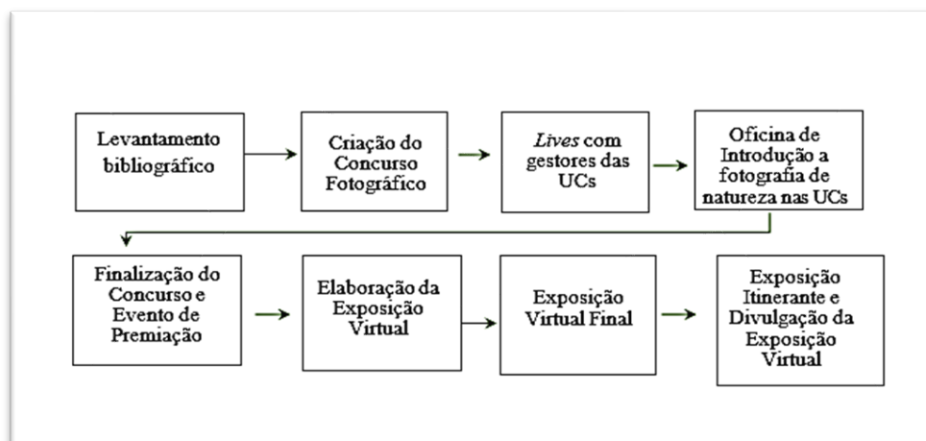 Levantamento
bibliográfico
Criação do
Concurso
Fotográfico
Lives com
gestores das
UCs
Oficina de
Introdução a
fotografia de
natureza nas UCs
Finalização do
Concurso e
Evento de
Premiação
Elaboração da
Exposição
Virtual
Exposição
Virtual Final
Exposição
Itinerante e
Divulgação da
Exposição
Virtual